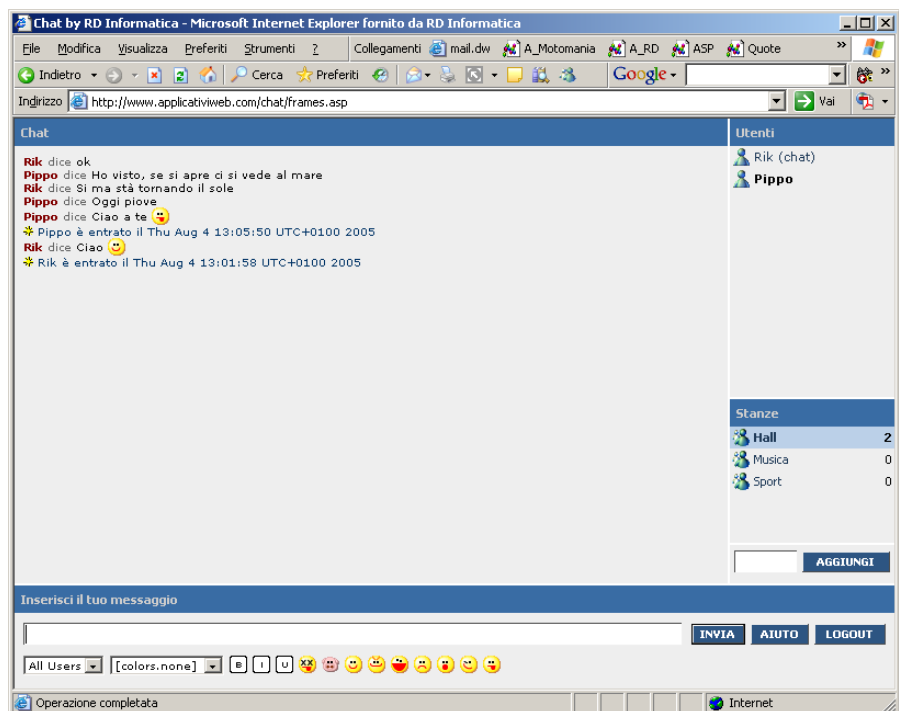 Chat by RD Informatica - Microsoft Internet Explorer fornito da RD Informatica
File Modifica Visualizza Preferiti Strumenti ? Collegamenti mail.dw A_Motomania A_RD ASP Quote »
Indietro Cerca Preferiti Google »
Indirizzo http://www.applicativiweb.com/chat/frames.asp Vai
Chat
Rik dice ok
Pippo dice Ho visto, se si apre ci si vede al mare
Rik dice Si ma stà tornando il sole
Pippo dice Oggi piove
Pippo dice Ciao a te
Pippo è entrato il Thu Aug 4 13:05:50 UTC+0100 2005
Rik dice Ciao
Rik è entrato il Thu Aug 4 13:01:58 UTC+0100 2005
Utenti
Rik (chat)
Pippo
Stanze
Hall 2
Musica 0
Sport 0
AGGIUNGI
Inserisci il tuo messaggio
INVIA AIUTO LOGOUT
All Users [colors.none] B I U
Operazione completata Internet